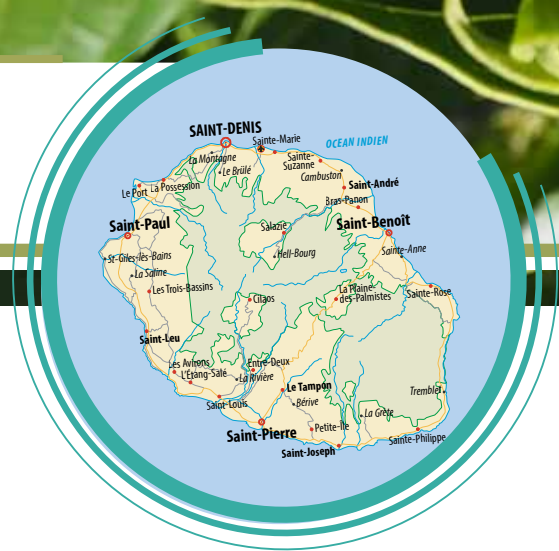 SAINT-DENIS
Sainte-Marie
OCEAN INDIEN
La Montagne
Sainte-
Suzanne
Le Brûlé
Cambuston
Le Port
La Possession
Saint-André
Bras-Panon
Saint-Paul
Salazie
Saint-Benoît
Hell-Bourg
Sainte-Anne
St-Gilles-les-Bains
La Saline
Les Trois-Bassins
Cilaos
La Plaine-
des-Palmistes
Sainte-Rose
Saint-Leu
Les Avirons
Entre-Deux
L'Étang-Salé
La Rivière
Le Tampon
Tremblet
Saint-Louis
Bérive
La Grète
Saint-Pierre
Petite-Île
Sainte-Philippe
Saint-Joseph